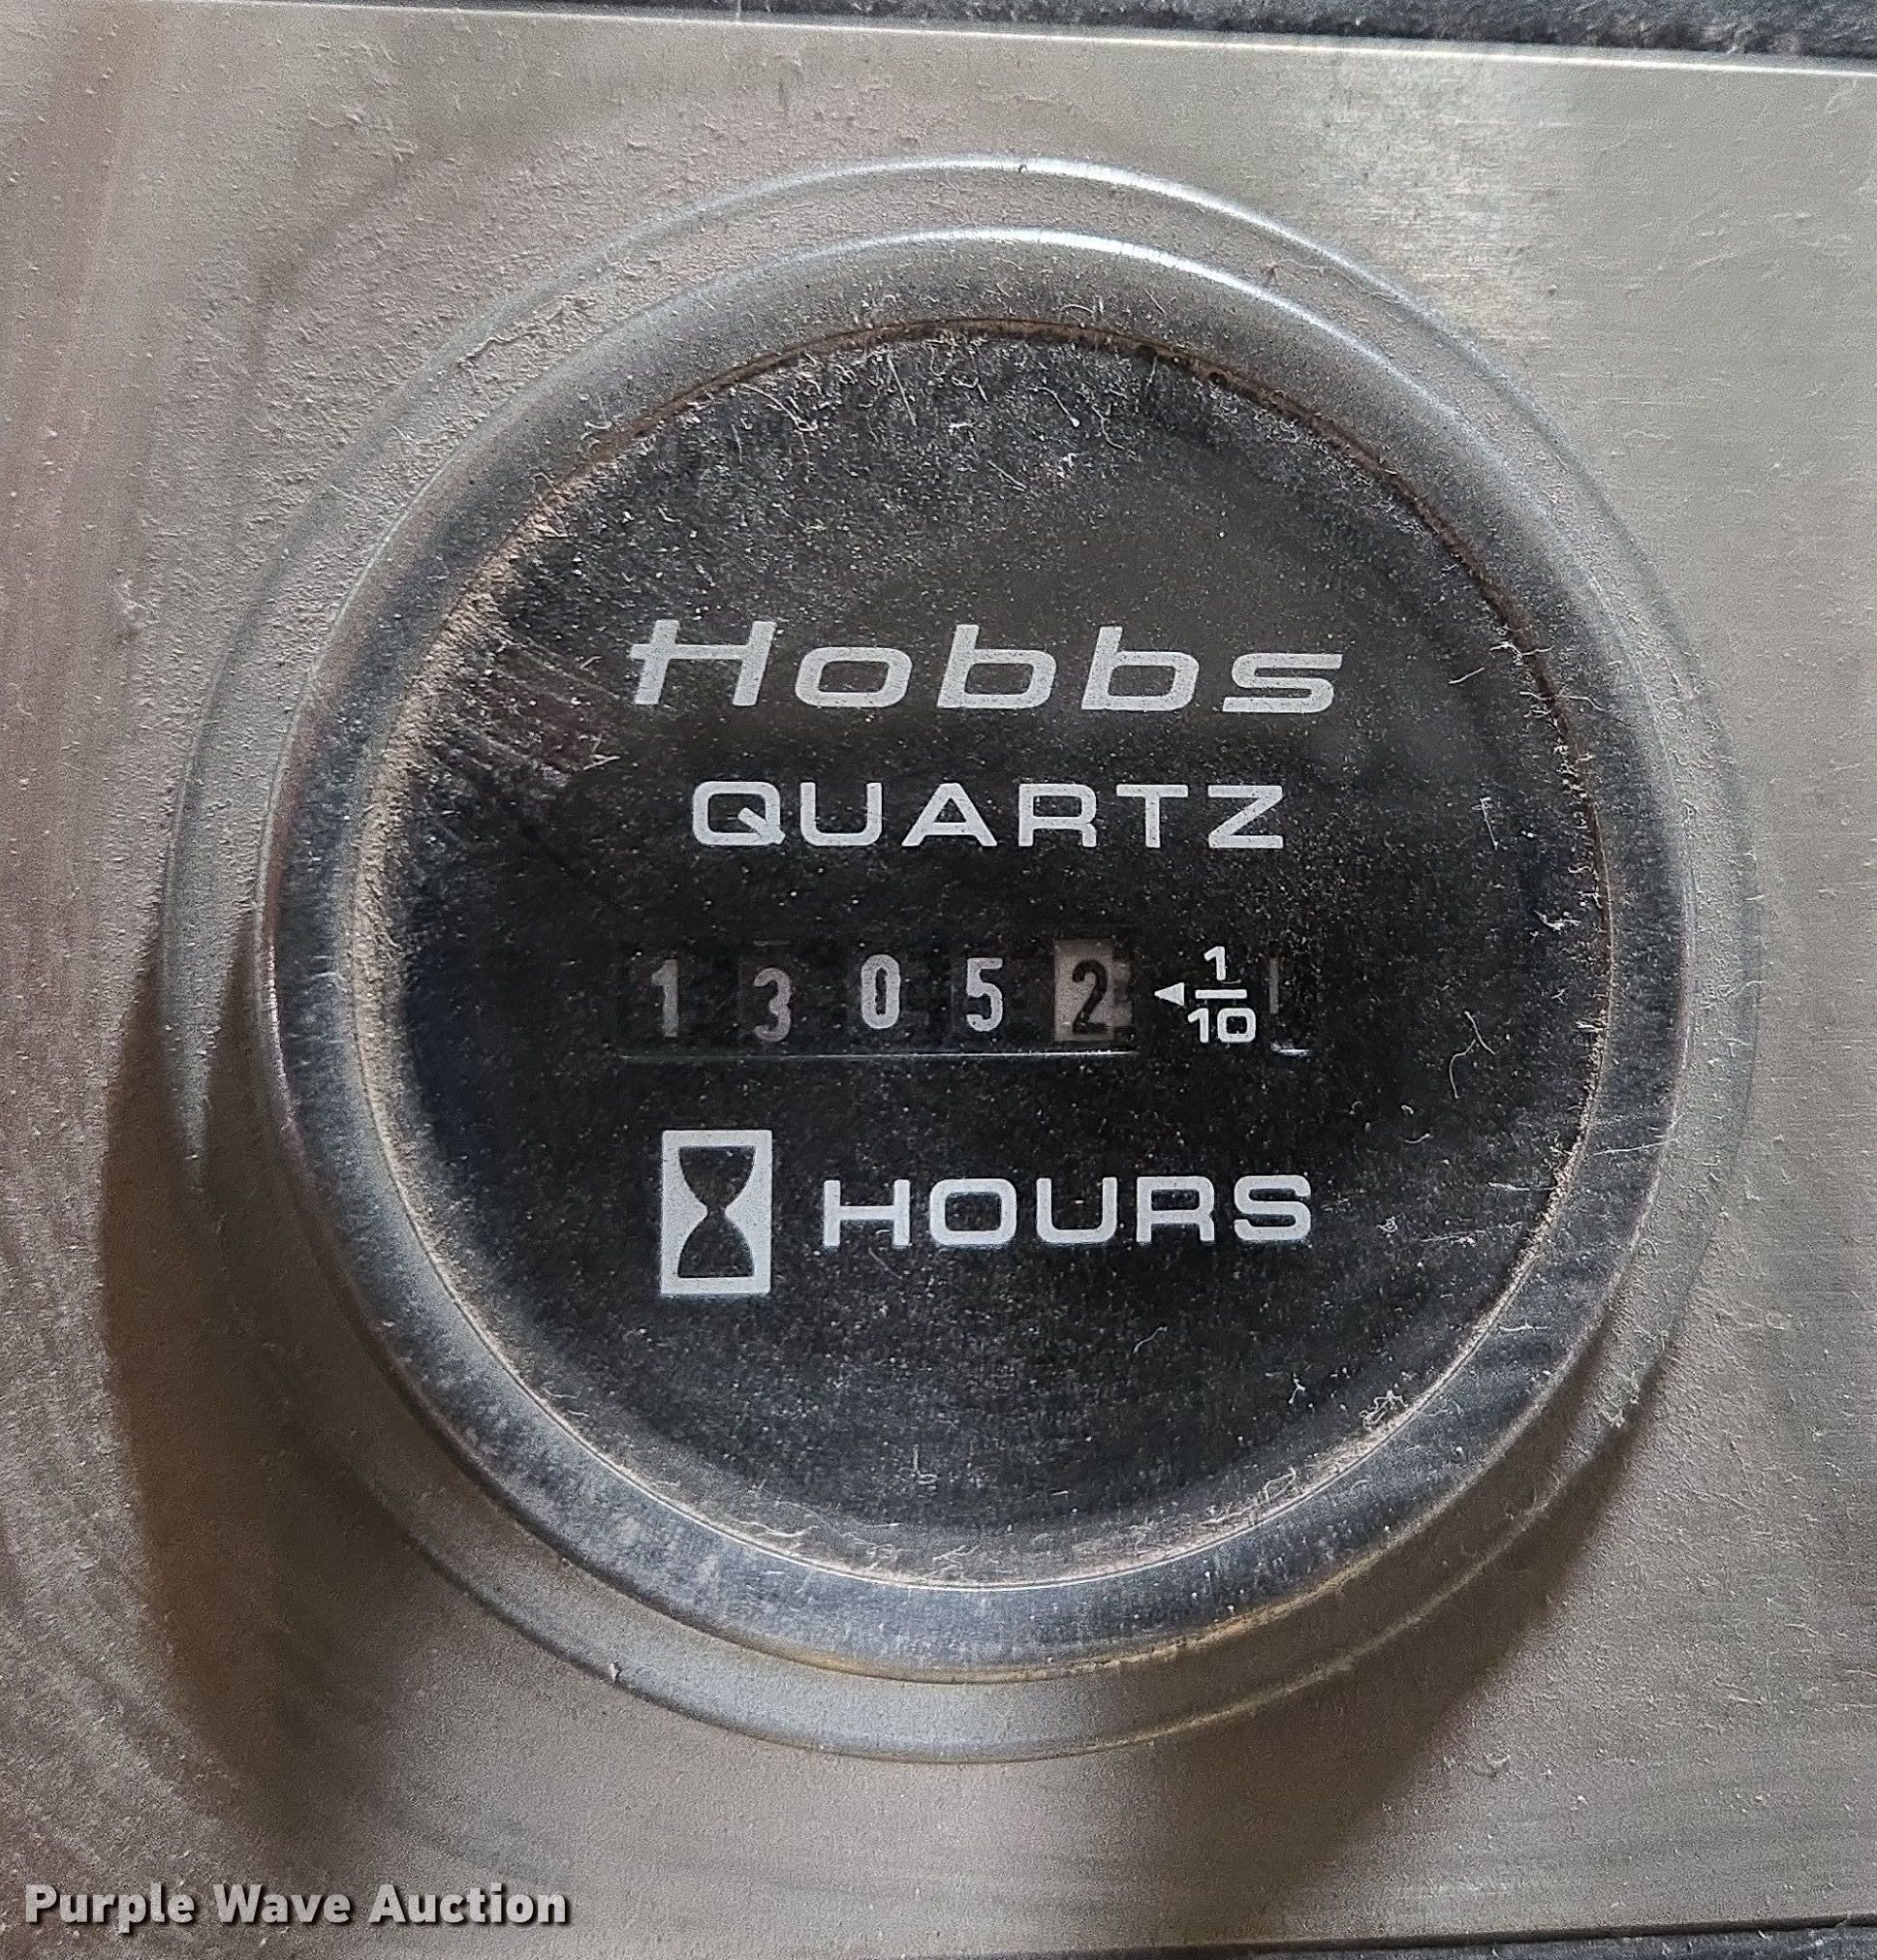 Hobbs
QUARTZ
13052 ◄ 1/10
HOURS
Purple Wave Auction